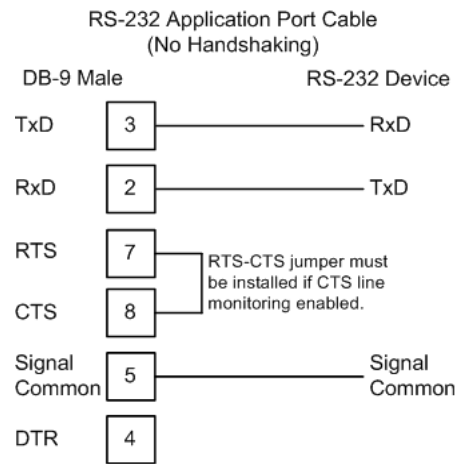 RS-232 Application Port Cable
(No Handshaking)
DB-9 Male RS-232 Device
TxD 3 RxD
RxD 2 TxD
RTS 7
RTS-CTS jumper must
be installed if CTS line
monitoring enabled.
CTS 8
Signal
Common 5 Signal
Common
DTR 4